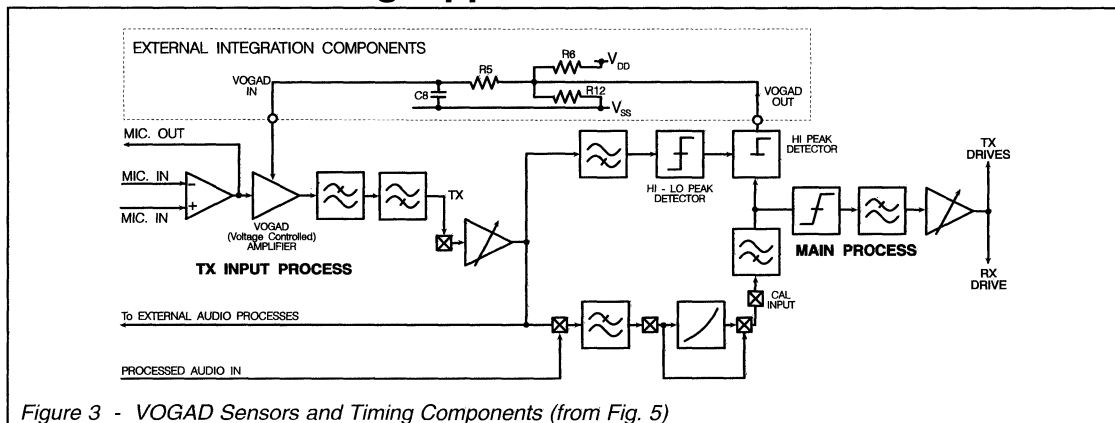 EXTERNAL INTEGRATION COMPONENTS
R6
VDD
R5
VOGAD
IN
C8
R12
VSS
VOGAD
OUT
MIC. OUT
MIC. IN
MIC. IN
HI PEAK
DETECTOR
HI - LO PEAK
DETECTOR
TX
DRIVES
TX
VOGAD
(Voltage Controlled)
AMPLIFIER
TX INPUT PROCESS
MAIN PROCESS
RX
DRIVE
CAL
INPUT
To EXTERNAL AUDIO PROCESSES
PROCESSED AUDIO IN
Figure 3 - VOGAD Sensors and Timing Components (from Fig. 5)